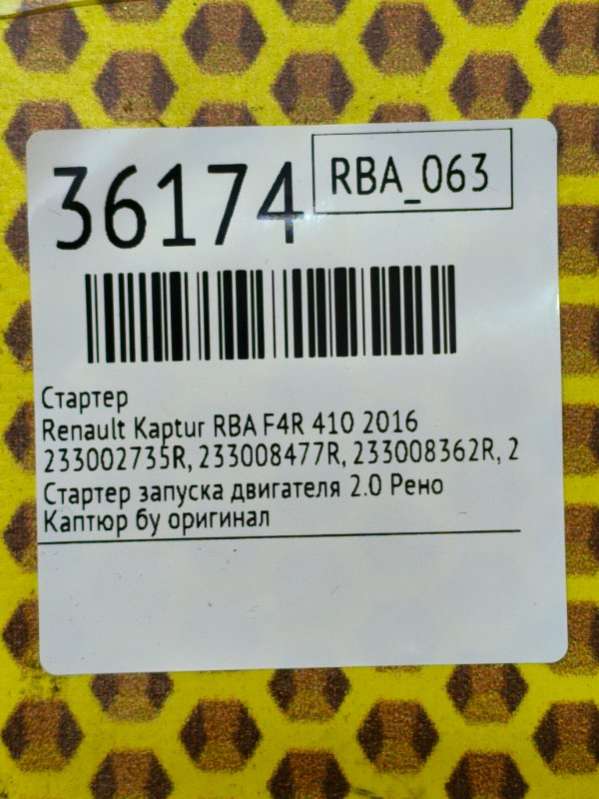 36174
RBA_063
Стартер
Renault Kaptur RBA F4R 410 2016
233002735R, 233008477R, 233008362R, 2
Стартер запуска двигателя 2.0 Рено
Каптюр бу оригинал